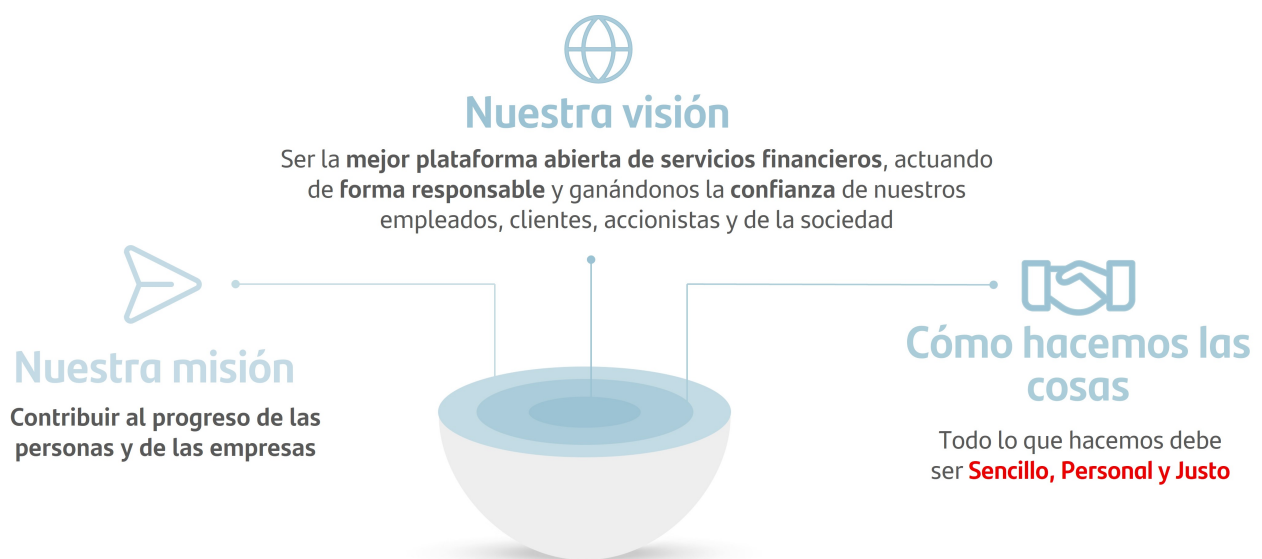 Nuestra visión
Ser la mejor plataforma abierta de servicios financieros, actuando
de forma responsable y ganándonos la confianza de nuestros
empleados, clientes, accionistas y de la sociedad
Nuestra misión
Contribuir al progreso de las
personas y de las empresas
Cómo hacemos las
cosas
Todo lo que hacemos debe
ser Sencillo, Personal y Justo